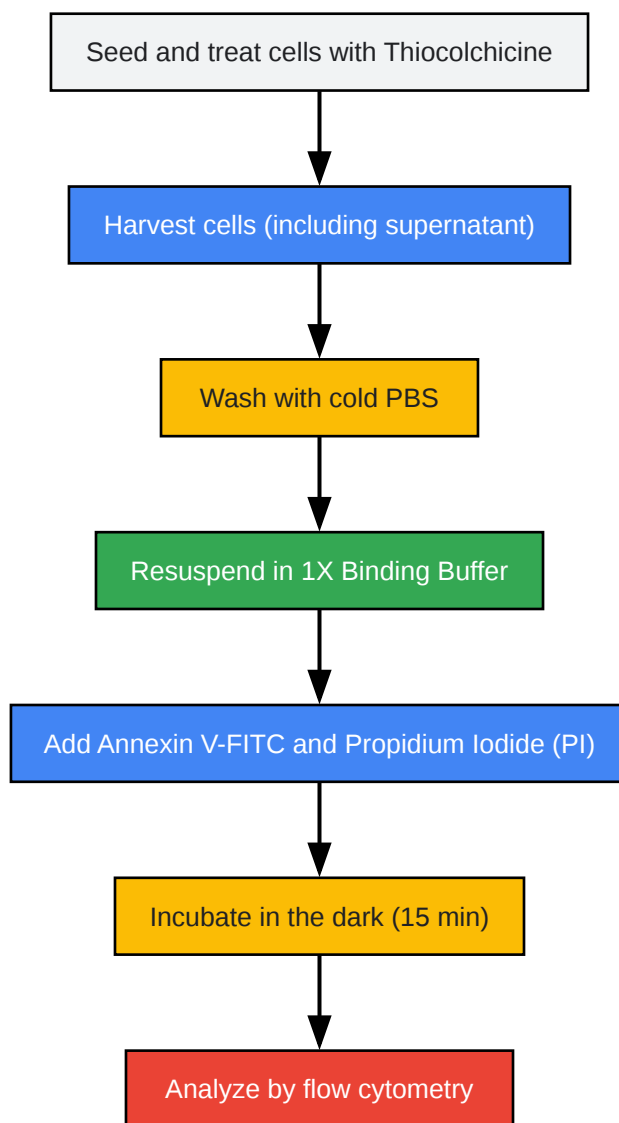 Seed and treat cells with Thiocolchicine
Harvest cells (including supernatant)
Wash with cold PBS
Resuspend in 1X Binding Buffer
Add Annexin V-FITC and Propidium Iodide (PI)
Incubate in the dark (15 min)
Analyze by flow cytometry